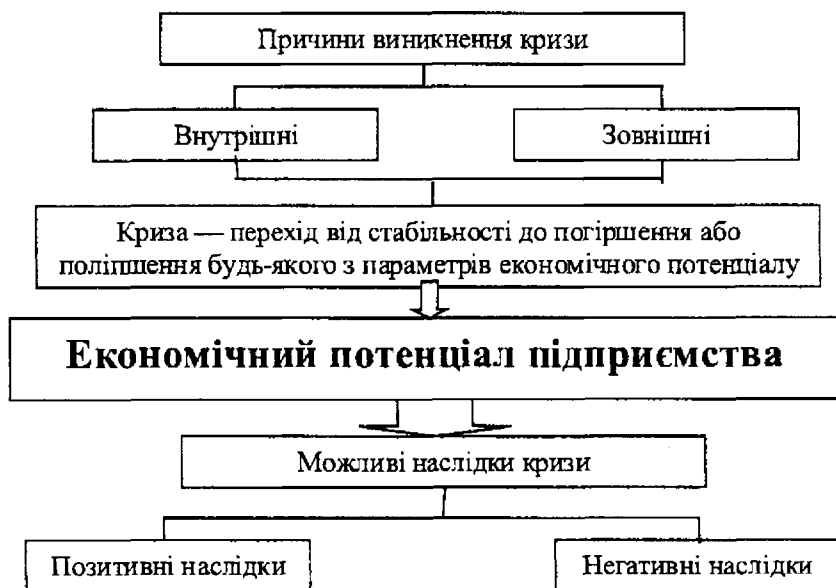 Причини виникнення кризи
Внутрішні
Зовнішні
Криза — перехід від стабільності до погіршення або
поліпшення будь-якого з параметрів економічного потенціалу
Економічний потенціал підприємства
Можливі наслідки кризи
Позитивні наслідки
Негативні наслідки